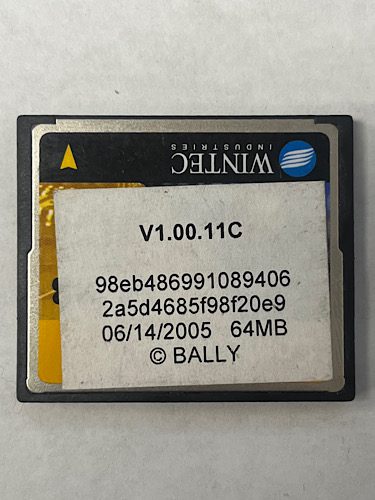 WINTEC
INDUSTRIES
V1.00.11C
98eb486991089406
2a5d4685f98f20e9
06/14/2005 64MB
© BALLY